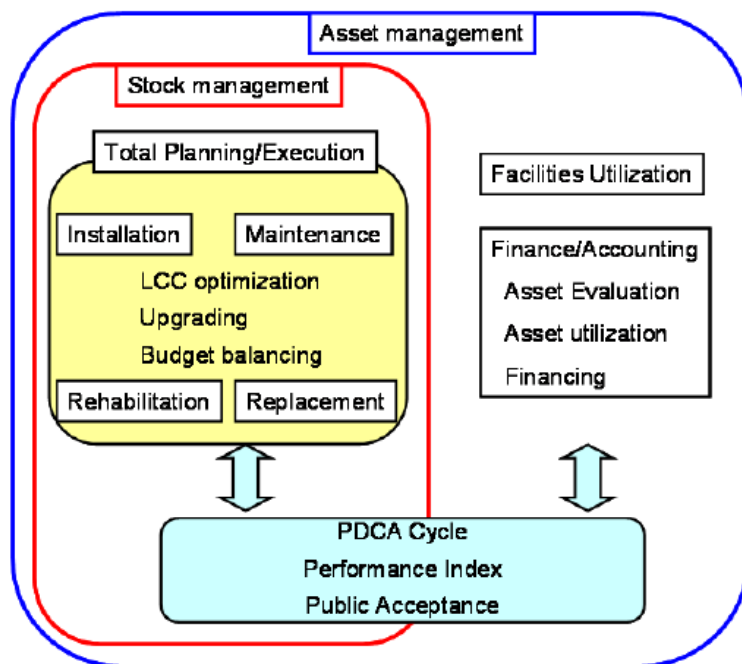 Asset management
Stock management
Total Planning/Execution
Installation
Maintenance
LCC optimization
Upgrading
Budget balancing
Rehabilitation
Replacement
Facilities Utilization
Finance/Accounting
Asset Evaluation
Asset utilization
Financing
PDCA Cycle
Performance Index
Public Acceptance